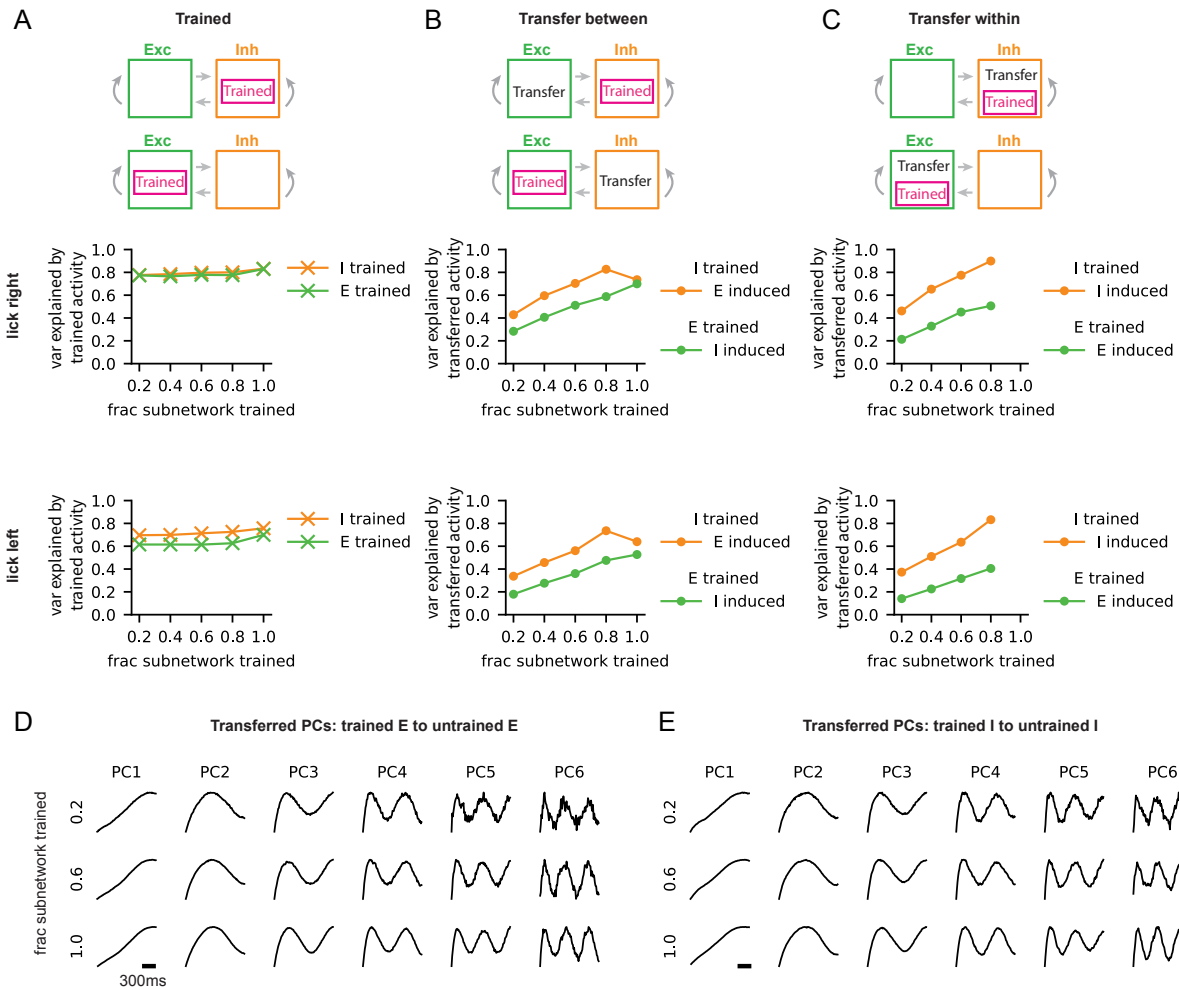 A
Trained
Exc
Inh
Trained
Exc
Inh
Trained
B
Transfer between
Exc
Inh
Transfer
Trained
Exc
Inh
Trained
Transfer
C
Transfer within
Exc
Inh
Transfer
Trained
Exc
Inh
Transfer
Trained
lick right
var explained by
trained activity
1.0
0.8
0.6
0.4
0.2
0.0
0.2 0.4 0.6 0.8 1.0
frac subnetwork trained
I trained
E trained
var explained by
transferred activity
1.0
0.8
0.6
0.4
0.2
0.0
0.2 0.4 0.6 0.8 1.0
frac subnetwork trained
I trained
E induced
E trained
I induced
var explained by
transferred activity
1.0
0.8
0.6
0.4
0.2
0.0
0.2 0.4 0.6 0.8 1.0
frac subnetwork trained
I trained
I induced
E trained
E induced
lick left
var explained by
trained activity
1.0
0.8
0.6
0.4
0.2
0.0
0.2 0.4 0.6 0.8 1.0
frac subnetwork trained
I trained
E trained
var explained by
transferred activity
1.0
0.8
0.6
0.4
0.2
0.0
0.2 0.4 0.6 0.8 1.0
frac subnetwork trained
I trained
E induced
E trained
I induced
var explained by
transferred activity
1.0
0.8
0.6
0.4
0.2
0.0
0.2 0.4 0.6 0.8 1.0
frac subnetwork trained
I trained
I induced
E trained
E induced
D
Transferred PCs: trained E to untrained E
PC1 PC2 PC3 PC4 PC5 PC6
frac subnetwork trained
0.2
0.6
1.0
300ms
E
Transferred PCs: trained I to untrained I
PC1 PC2 PC3 PC4 PC5 PC6
0.2
0.6
1.0